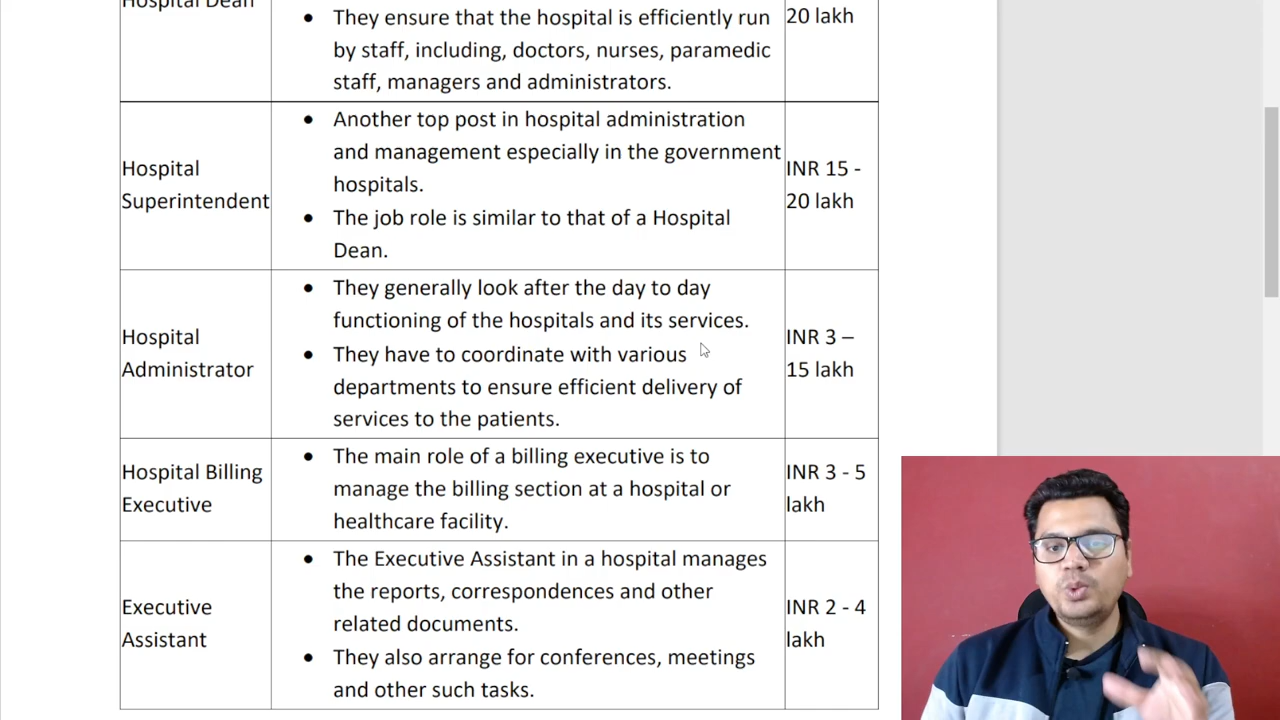 Hospital Dean
• They ensure that the hospital is efficiently run
by staff, including, doctors, nurses, paramedic
staff, managers and administrators.
20 lakh
Hospital
Superintendent
• Another top post in hospital administration
and management especially in the government
hospitals.
• The job role is similar to that of a Hospital
Dean.
INR 15 -
20 lakh
Hospital
Administrator
• They generally look after the day to day
functioning of the hospitals and its services.
• They have to coordinate with various
departments to ensure efficient delivery of
services to the patients.
INR 3 –
15 lakh
Hospital Billing
Executive
• The main role of a billing executive is to
manage the billing section at a hospital or
healthcare facility.
INR 3 - 5
lakh
Executive
Assistant
• The Executive Assistant in a hospital manages
the reports, correspondences and other
related documents.
• They also arrange for conferences, meetings
and other such tasks.
INR 2 - 4
lakh